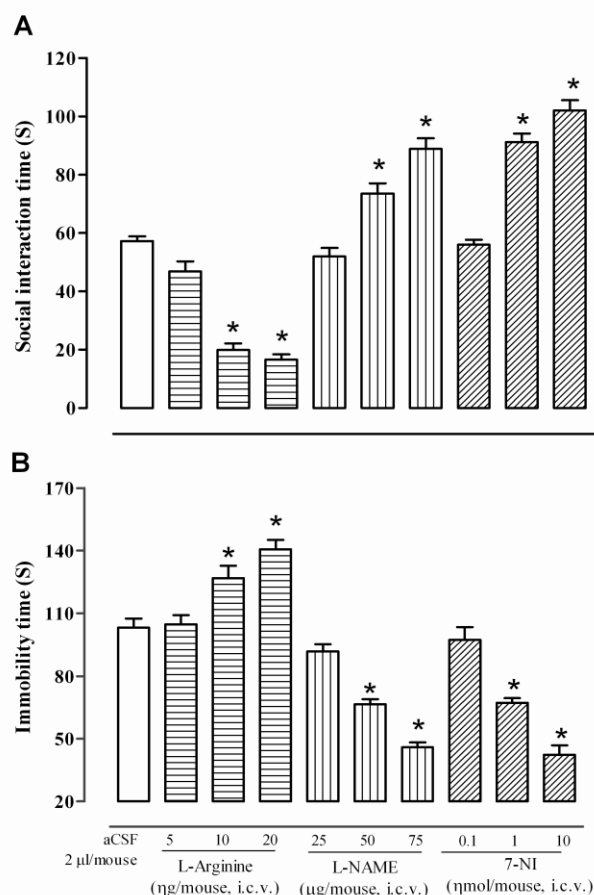 A
Social interaction time (S)
120
100
80
60
40
20
0
* * * * * *
B
Immobility time (S)
170
140
110
80
50
20
* * * * * *
aCSF 5 10 20 25 50 75 0.1 1 10
2 µl/mouse L-Arginine L-NAME 7-NI
(ηg/mouse, i.c.v.) (µg/mouse, i.c.v.) (ηmol/mouse, i.c.v.)